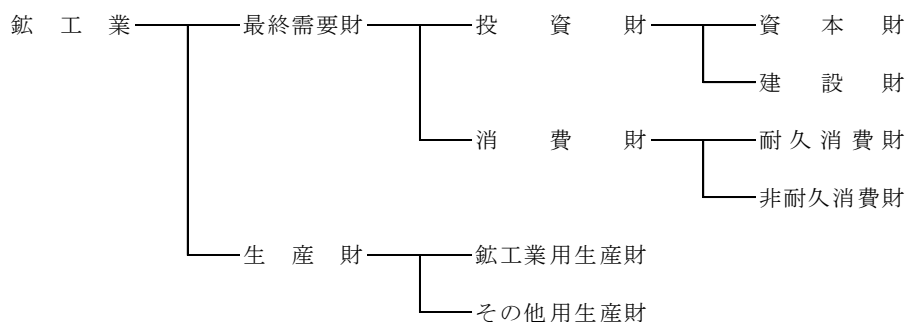 鉱工業 最終需要財 投資財 資本財
建設財
消費財 耐久消費財
非耐久消費財
生産財 鉱工業用生産財
その他用生産財